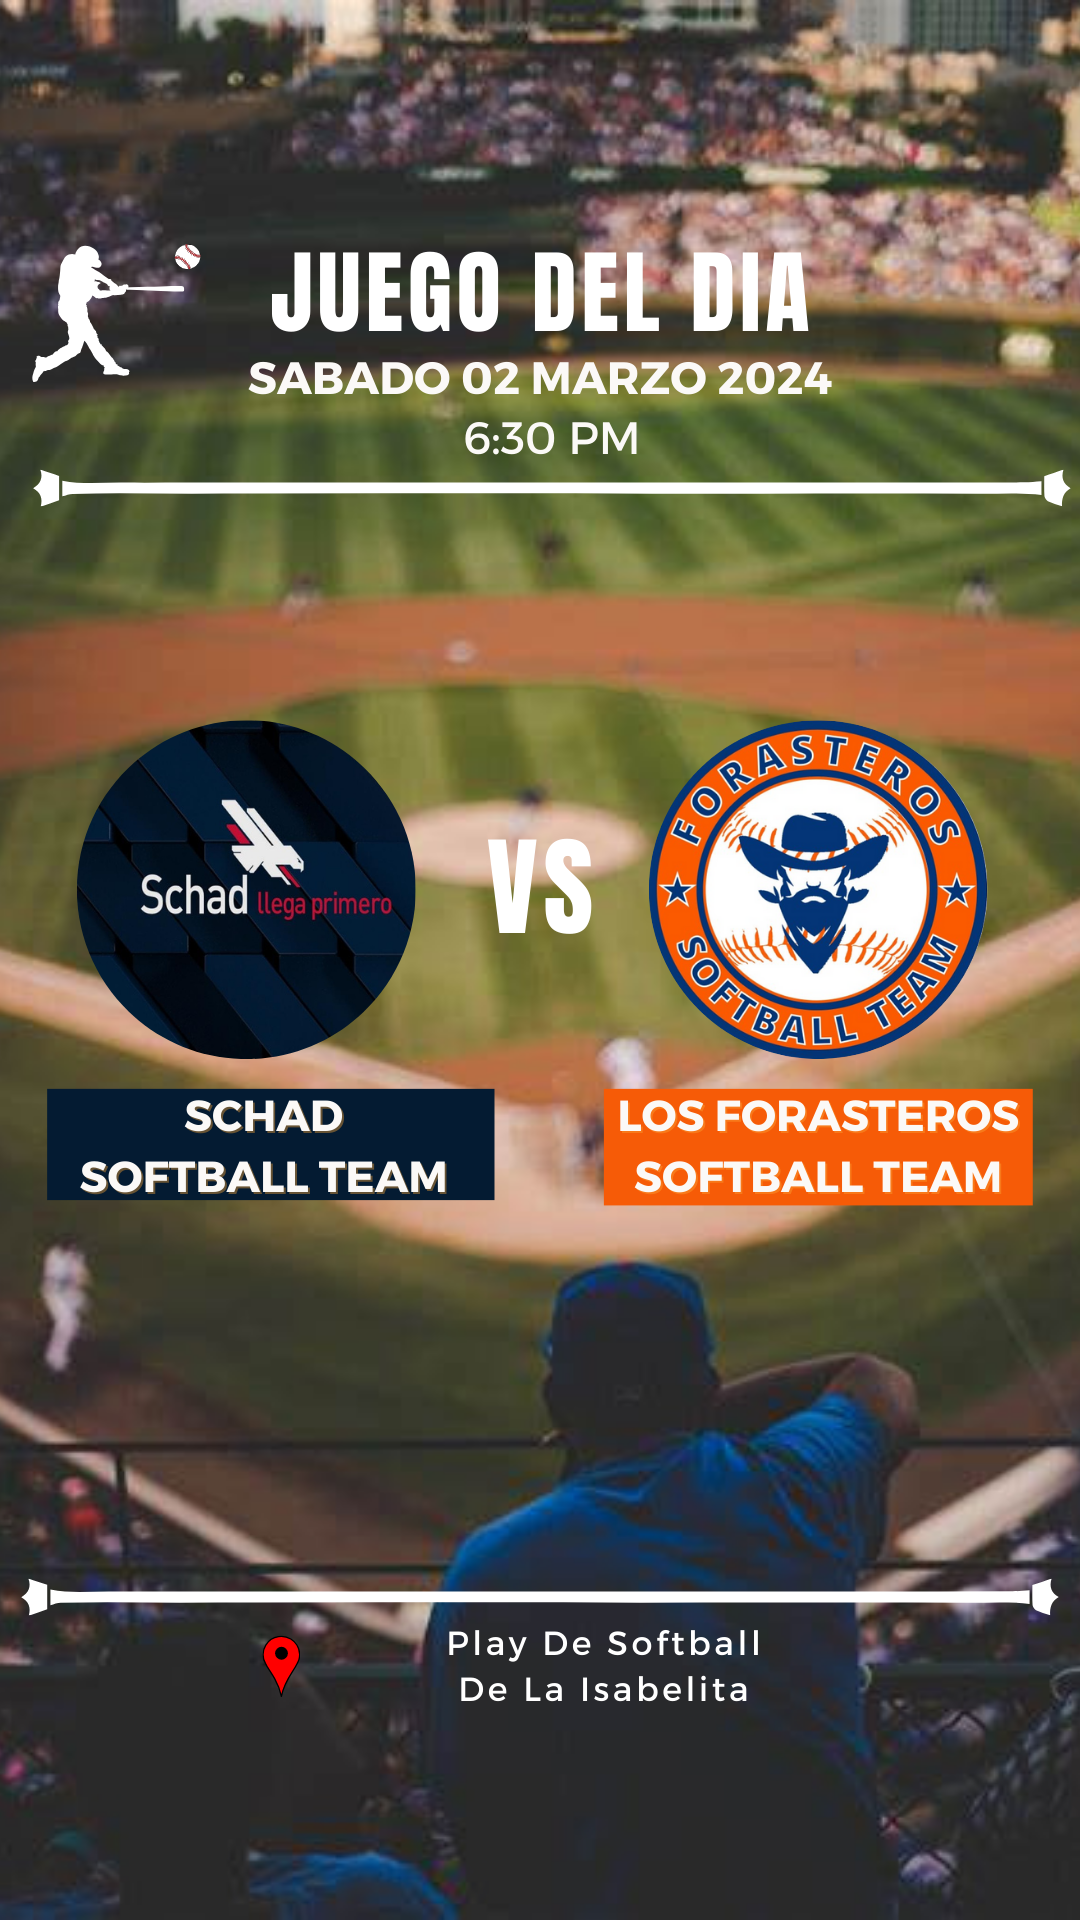 JUEGO DEL DIA
SABADO 02 MARZO 2024
6:30 PM
Schad llega primero
VS
FORASTEROS
SOFTBALL TEAM
SCHAD
SOFTBALL TEAM
LOS FORASTEROS
SOFTBALL TEAM
Play De Softball
De La Isabelita